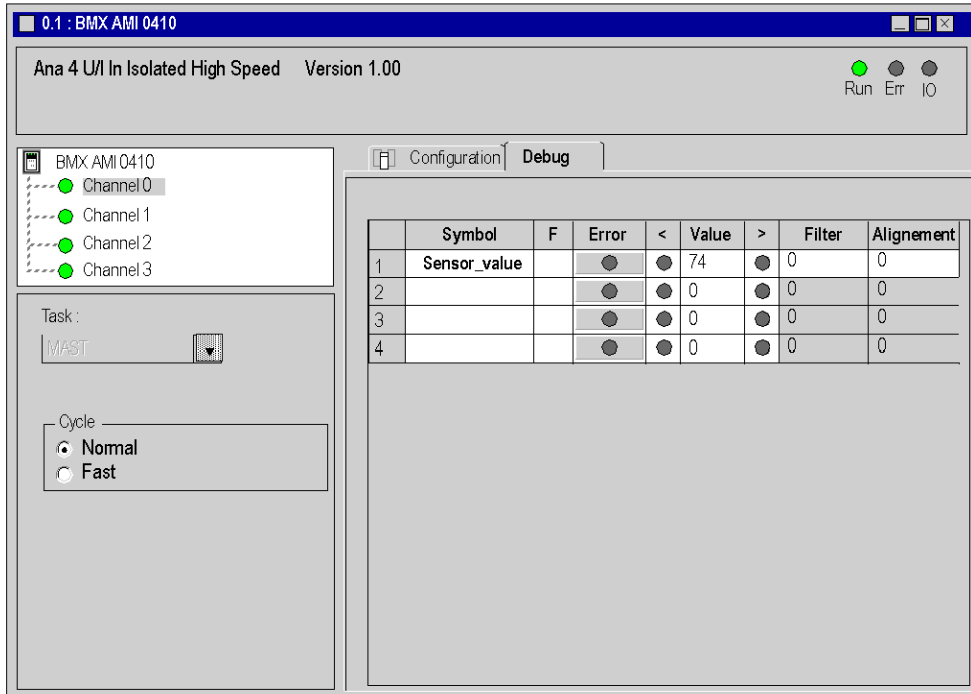 0.1 : BMX AMI 0410
Ana 4 U/I In Isolated High Speed Version 1.00
Run Err IO
BMX AMI 0410
Channel 0
Channel 1
Channel 2
Channel 3
Task :
MAST
Cycle
Normal
Fast
Configuration Debug
Symbol F Error < Value > Filter Alignement
1 Sensor_value 74 0 0
2 0 0 0
3 0 0 0
4 0 0 0